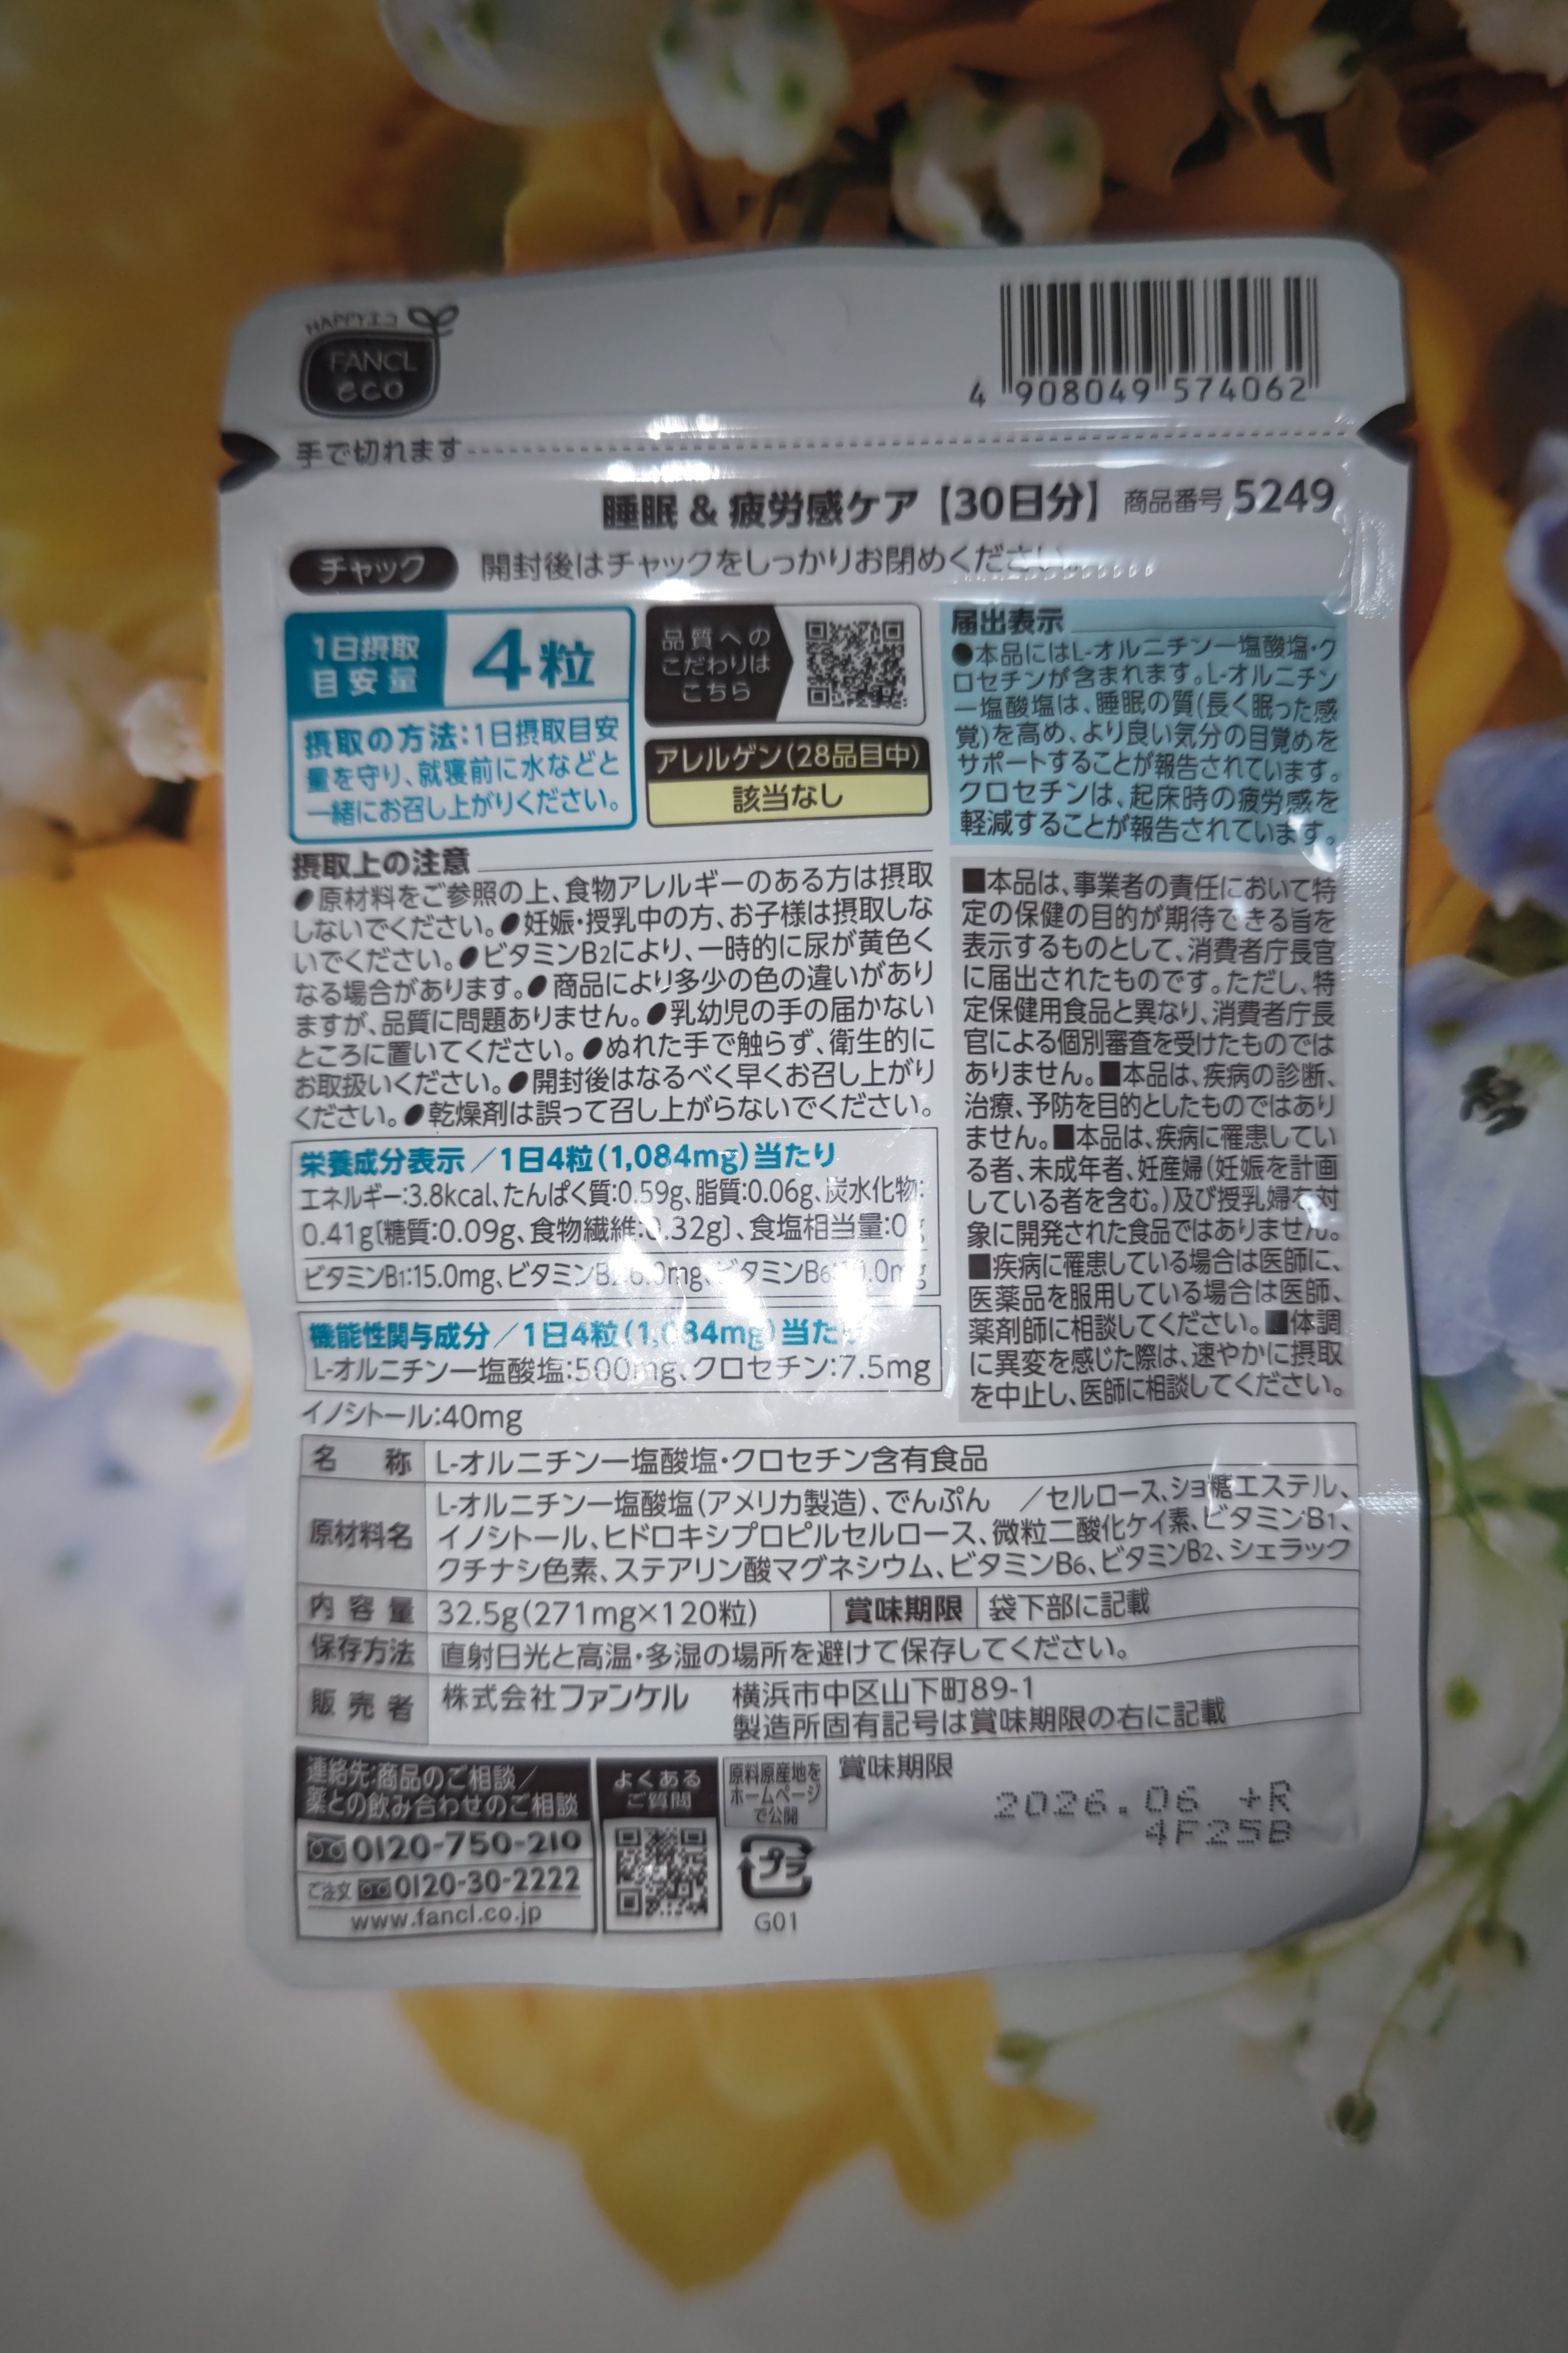 HAPPYエコ
FANCL
eco
4 908049 574062
手で切れます
睡眠 & 疲労感ケア【30日分】 商品番号 5249
チャック 開封後はチャックをしっかりお閉めください。
1日摂取
目安量
4粒
摂取の方法:1日摂取目安
量を守り、就寝前に水などと
一緒にお召し上がりください。
品質への
こだわりは
こちら
アレルゲン(28品目中)
該当なし
届出表示
●本品にはL-オルニチン一塩酸塩・ク
ロセチンが含まれます。L-オルニチン
一塩酸塩は、睡眠の質(長く眠った感
覚)を高め、より良い気分の目覚めを
サポートすることが報告されています。
クロセチンは、起床時の疲労感を
軽減することが報告されています。
摂取上の注意
●原材料をご参照の上、食物アレルギーのある方は摂取
しないでください。●妊娠・授乳中の方、お子様は摂取しな
いでください。●ビタミンB2により、一時的に尿が黄色く
なる場合があります。●商品により多少の色の違いがあり
ますが、品質に問題ありません。●乳幼児の手の届かない
ところに置いてください。●ぬれた手で触らず、衛生的に
お取扱いください。●開封後はなるべく早くお召し上がり
ください。●乾燥剤は誤って召し上がらないでください。
■本品は、事業者の責任において特
定の保健の目的が期待できる旨を
表示するものとして、消費者庁長官
に届出されたものです。ただし、特
定保健用食品と異なり、消費者庁長
官による個別審査を受けたものでは
ありません。■本品は、疾病の診断、
治療、予防を目的としたものではあり
ません。■本品は、疾病に罹患してい
る者、未成年者、妊産婦(妊娠を計画
している者を含む。)及び授乳婦を対
象に開発された食品ではありません。
■疾病に罹患している場合は医師に、
医薬品を服用している場合は医師、
薬剤師に相談してください。■体調
に異変を感じた際は、速やかに摂取
を中止し、医師に相談してください。
栄養成分表示/1日4粒(1,084mg)当たり
エネルギー:3.8kcal、たんぱく質:0.59g、脂質:0.06g、炭水化物:
0.41g〔糖質:0.09g、食物繊維:0.32g〕、食塩相当量:0g
ビタミンB1:15.0mg、ビタミンB2: ビタミンB6:
機能性関与成分/1日4粒(1,084mg)当たり
L-オルニチン一塩酸塩:500mg、クロセチン:7.5mg
イノシトール:40mg
名称 L-オルニチン一塩酸塩・クロセチン含有食品
原材料名
L-オルニチン一塩酸塩(アメリカ製造)、でんぷん /セルロース、ショ糖エステル、
イノシトール、ヒドロキシプロピルセルロース、微粒二酸化ケイ素、ビタミンB1、
クチナシ色素、ステアリン酸マグネシウム、ビタミンB6、ビタミンB2、シェラック
内容量 32.5g(271mg×120粒) 賞味期限 袋下部に記載
保存方法 直射日光と高温・多湿の場所を避けて保存してください。
販売者 株式会社ファンケル 横浜市中区山下町89-1
製造所固有記号は賞味期限の右に記載
連絡先:商品のご相談/
薬との飲み合わせのご相談
0120-750-210
ご注文 0120-30-2222
www.fancl.co.jp
よくある
ご質問
原料原産地を
ホームページ
で公開
プラ
G01
賞味期限
2026.06 +R
4F25B